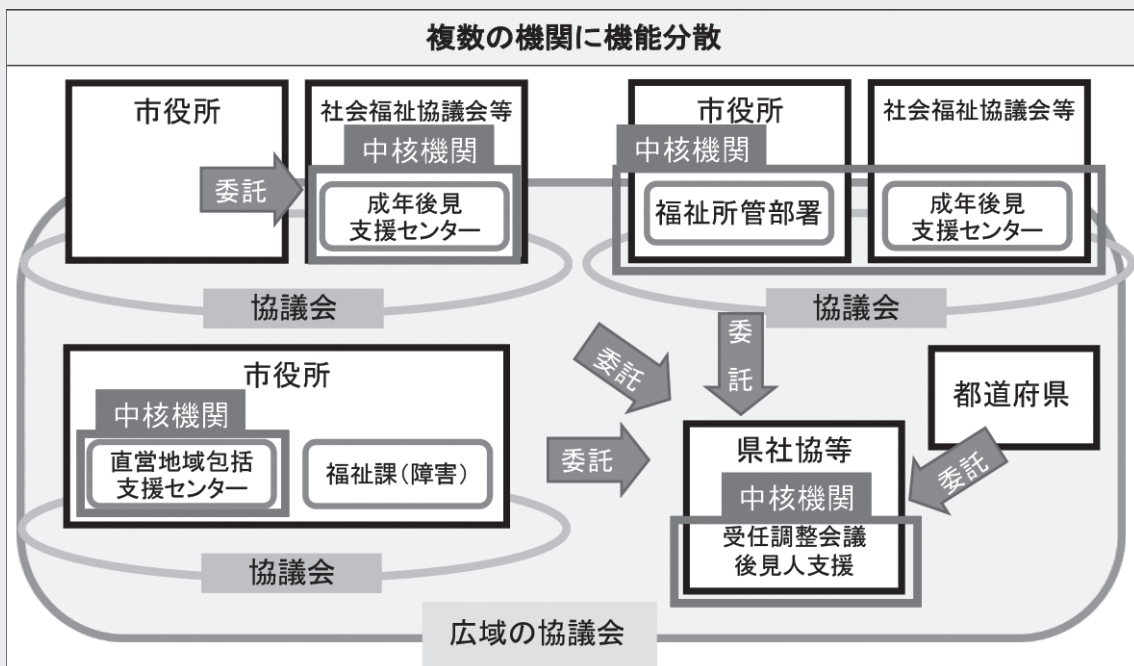 複数の機関に機能分散
市役所
委託
社会福祉協議会等
中核機関
成年後見
支援センター
協議会
市役所
中核機関
福祉所管部署
社会福祉協議会等
成年後見
支援センター
協議会
市役所
中核機関
直営地域包括
支援センター
福祉課(障害)
協議会
委託
委託
委託
都道府県
委託
県社協等
中核機関
受任調整会議
後見人支援
広域の協議会